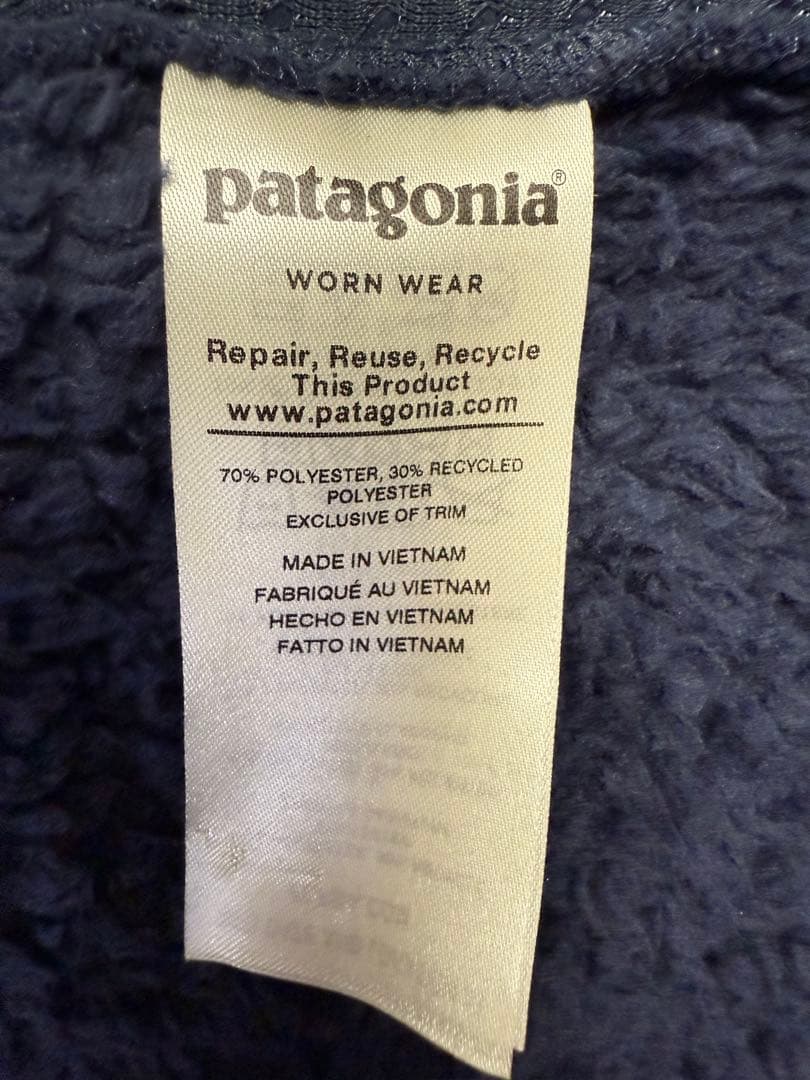 patagonia®
WORN WEAR
Repair, Reuse, Recycle
This Product
www.patagonia.com
70% POLYESTER, 30% RECYCLED
POLYESTER
EXCLUSIVE OF TRIM
MADE IN VIETNAM
FABRIQUÉ AU VIETNAM
HECHO EN VIETNAM
FATTO IN VIETNAM